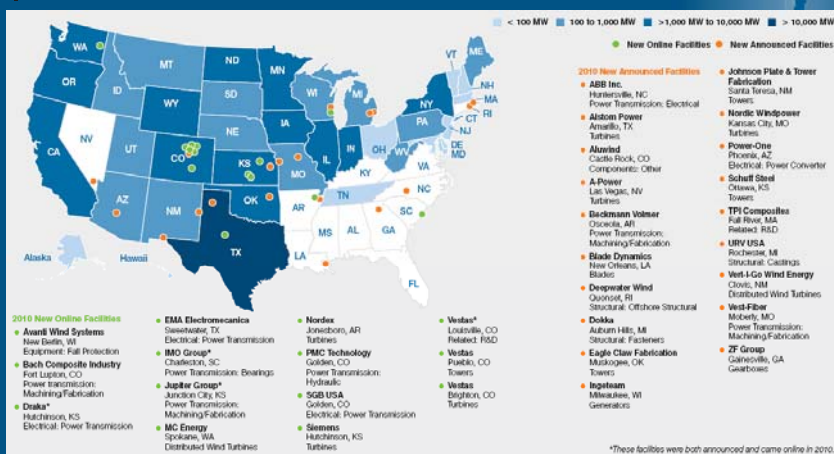 < 100 MW
100 to 1,000 MW
>1,000 MW to 10,000 MW
> 10,000 MW
New Online Facilities
New Announced Facilities
WA
OR
CA
NV
ID
MT
WY
UT
AZ
CO
NM
ND
SD
NE
KS
OK
TX
MN
IA
MO
AR
LA
WI
IL
MI
IN
OH
KY
TN
MS
AL
GA
FL
SC
NC
VA
WV
PA
NY
VT
ME
NH
MA
RI
CT
NJ
DE
MD
Alaska
Hawaii
2010 New Online Facilities
Avanti Wind Systems
New Berlin, WI
Equipment: Fall Protection
Bach Composite Industry
Fort Lupton, CO
Power transmission:
Machining/Fabrication
Draka*
Hutchinson, KS
Electrical: Power Transmission
EMA Electromecanica
Sweetwater, TX
Electrical: Power Transmission
IMO Group*
Charleston, SC
Power Transmission: Bearings
Jupiter Group*
Junction City, KS
Power Transmission:
Machining/Fabrication
MC Energy
Spokane, WA
Distributed Wind Turbines
Nordex
Jonesboro, AR
Turbines
PMC Technology
Golden, CO
Power Transmission:
Hydraulic
SGB USA
Golden, CO
Electrical: Power Transmission
Siemens
Hutchinson, KS
Turbines
Vestas*
Louisville, CO
Related: R&D
Vestas
Pueblo, CO
Towers
Vestas
Brighton, CO
Turbines
2010 New Announced Facilities
ABB Inc.
Huntersville, NC
Power Transmission: Electrical
Alstom Power
Amarillo, TX
Turbines
Aluwind
Castle Rock, CO
Components: Other
A-Power
Las Vegas, NV
Turbines
Beckmann Volmer
Osceola, AR
Power Transmission:
Machining/Fabrication
Blade Dynamics
New Orleans, LA
Blades
Deepwater Wind
Quonset, RI
Structural: Offshore Structural
Dokka
Auburn Hills, MI
Structural: Fasteners
Eagle Claw Fabrication
Muskogee, OK
Towers
Ingeteam
Milwaukee, WI
Generators
Johnson Plate & Tower
Fabrication
Santa Teresa, NM
Towers
Nordic Windpower
Kansas City, MO
Turbines
Power-One
Phoenix, AZ
Electrical: Power Converter
Schuff Steel
Ottawa, KS
Towers
TPI Composites
Fall River, MA
Related: R&D
URV USA
Rochester, MI
Structural: Castings
Vert-I-Go Wind Energy
Clovis, NM
Distributed Wind Turbines
Vest-Fiber
Moberly, MO
Power Transmission:
Machining/Fabrication
ZF Group
Gainesville, GA
Gearboxes
*These facilities were both announced and came online in 2010.